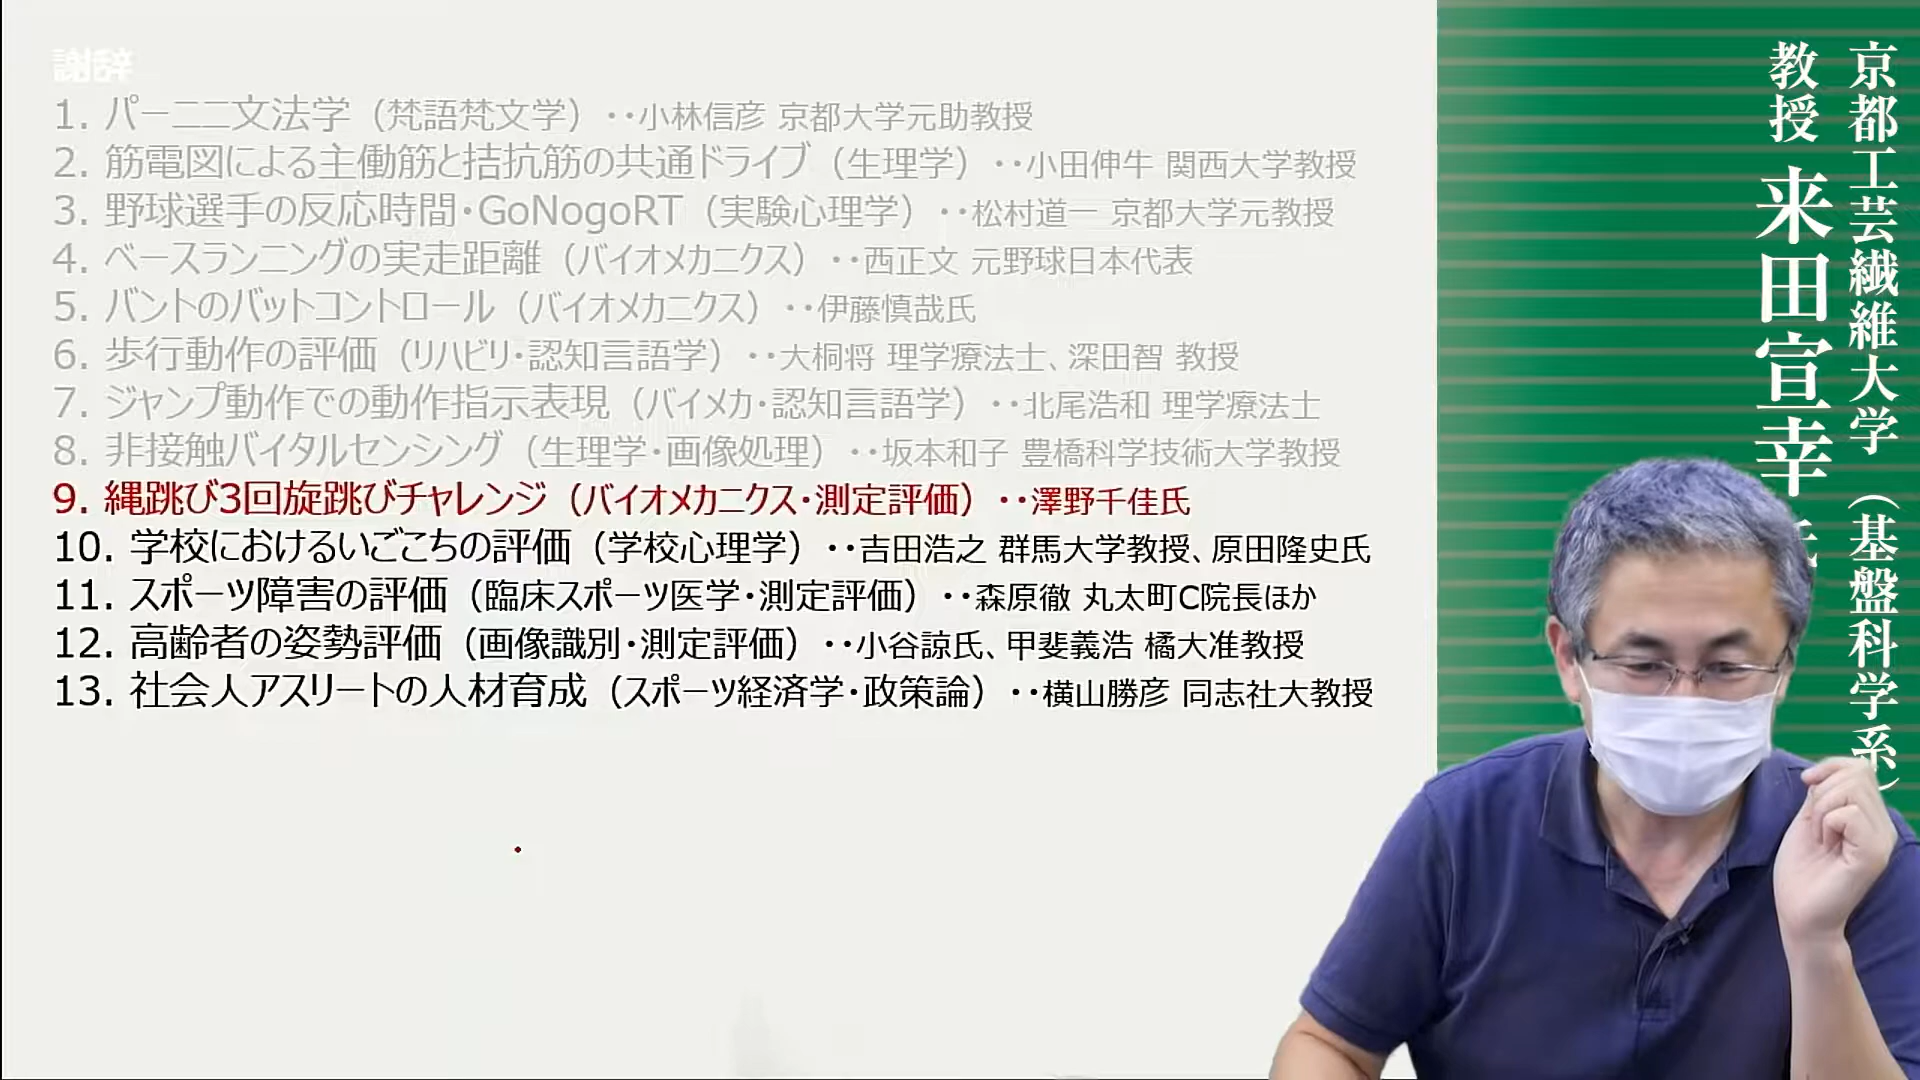 謝辞
1. パーニニ文法学（梵語梵文学）‥小林信彦 京都大学元助教授
2. 筋電図による主働筋と拮抗筋の共通ドライブ（生理学）‥小田伸午 関西大学教授
3. 野球選手の反応時間・GoNogoRT（実験心理学）‥松村道一 京都大学元教授
4. ベースランニングの実走距離（バイオメカニクス）‥西正文 元野球日本代表
5. バントのバットコントロール（バイオメカニクス）‥伊藤慎哉氏
6. 歩行動作の評価（リハビリ・認知言語学）‥大桐将 理学療法士、深田智 教授
7. ジャンプ動作での動作指示表現（バイメカ・認知言語学）‥北尾浩和 理学療法士
8. 非接触バイタルセンシング（生理学・画像処理）‥坂本和子 豊橋科学技術大学教授
9. 縄跳び3回旋跳びチャレンジ（バイオメカニクス・測定評価）‥澤野千佳氏
10. 学校におけるいごこちの評価（学校心理学）‥吉田浩之 群馬大学教授、原田隆史氏
11. スポーツ障害の評価（臨床スポーツ医学・測定評価）‥森原徹 丸太町C院長ほか
12. 高齢者の姿勢評価（画像識別・測定評価）‥小谷諒氏、甲斐義浩 橘大准教授
13. 社会人アスリートの人材育成（スポーツ経済学・政策論）‥横山勝彦 同志社大教授
京都工芸繊維大学（基盤科学系）
教授 来田宣幸氏